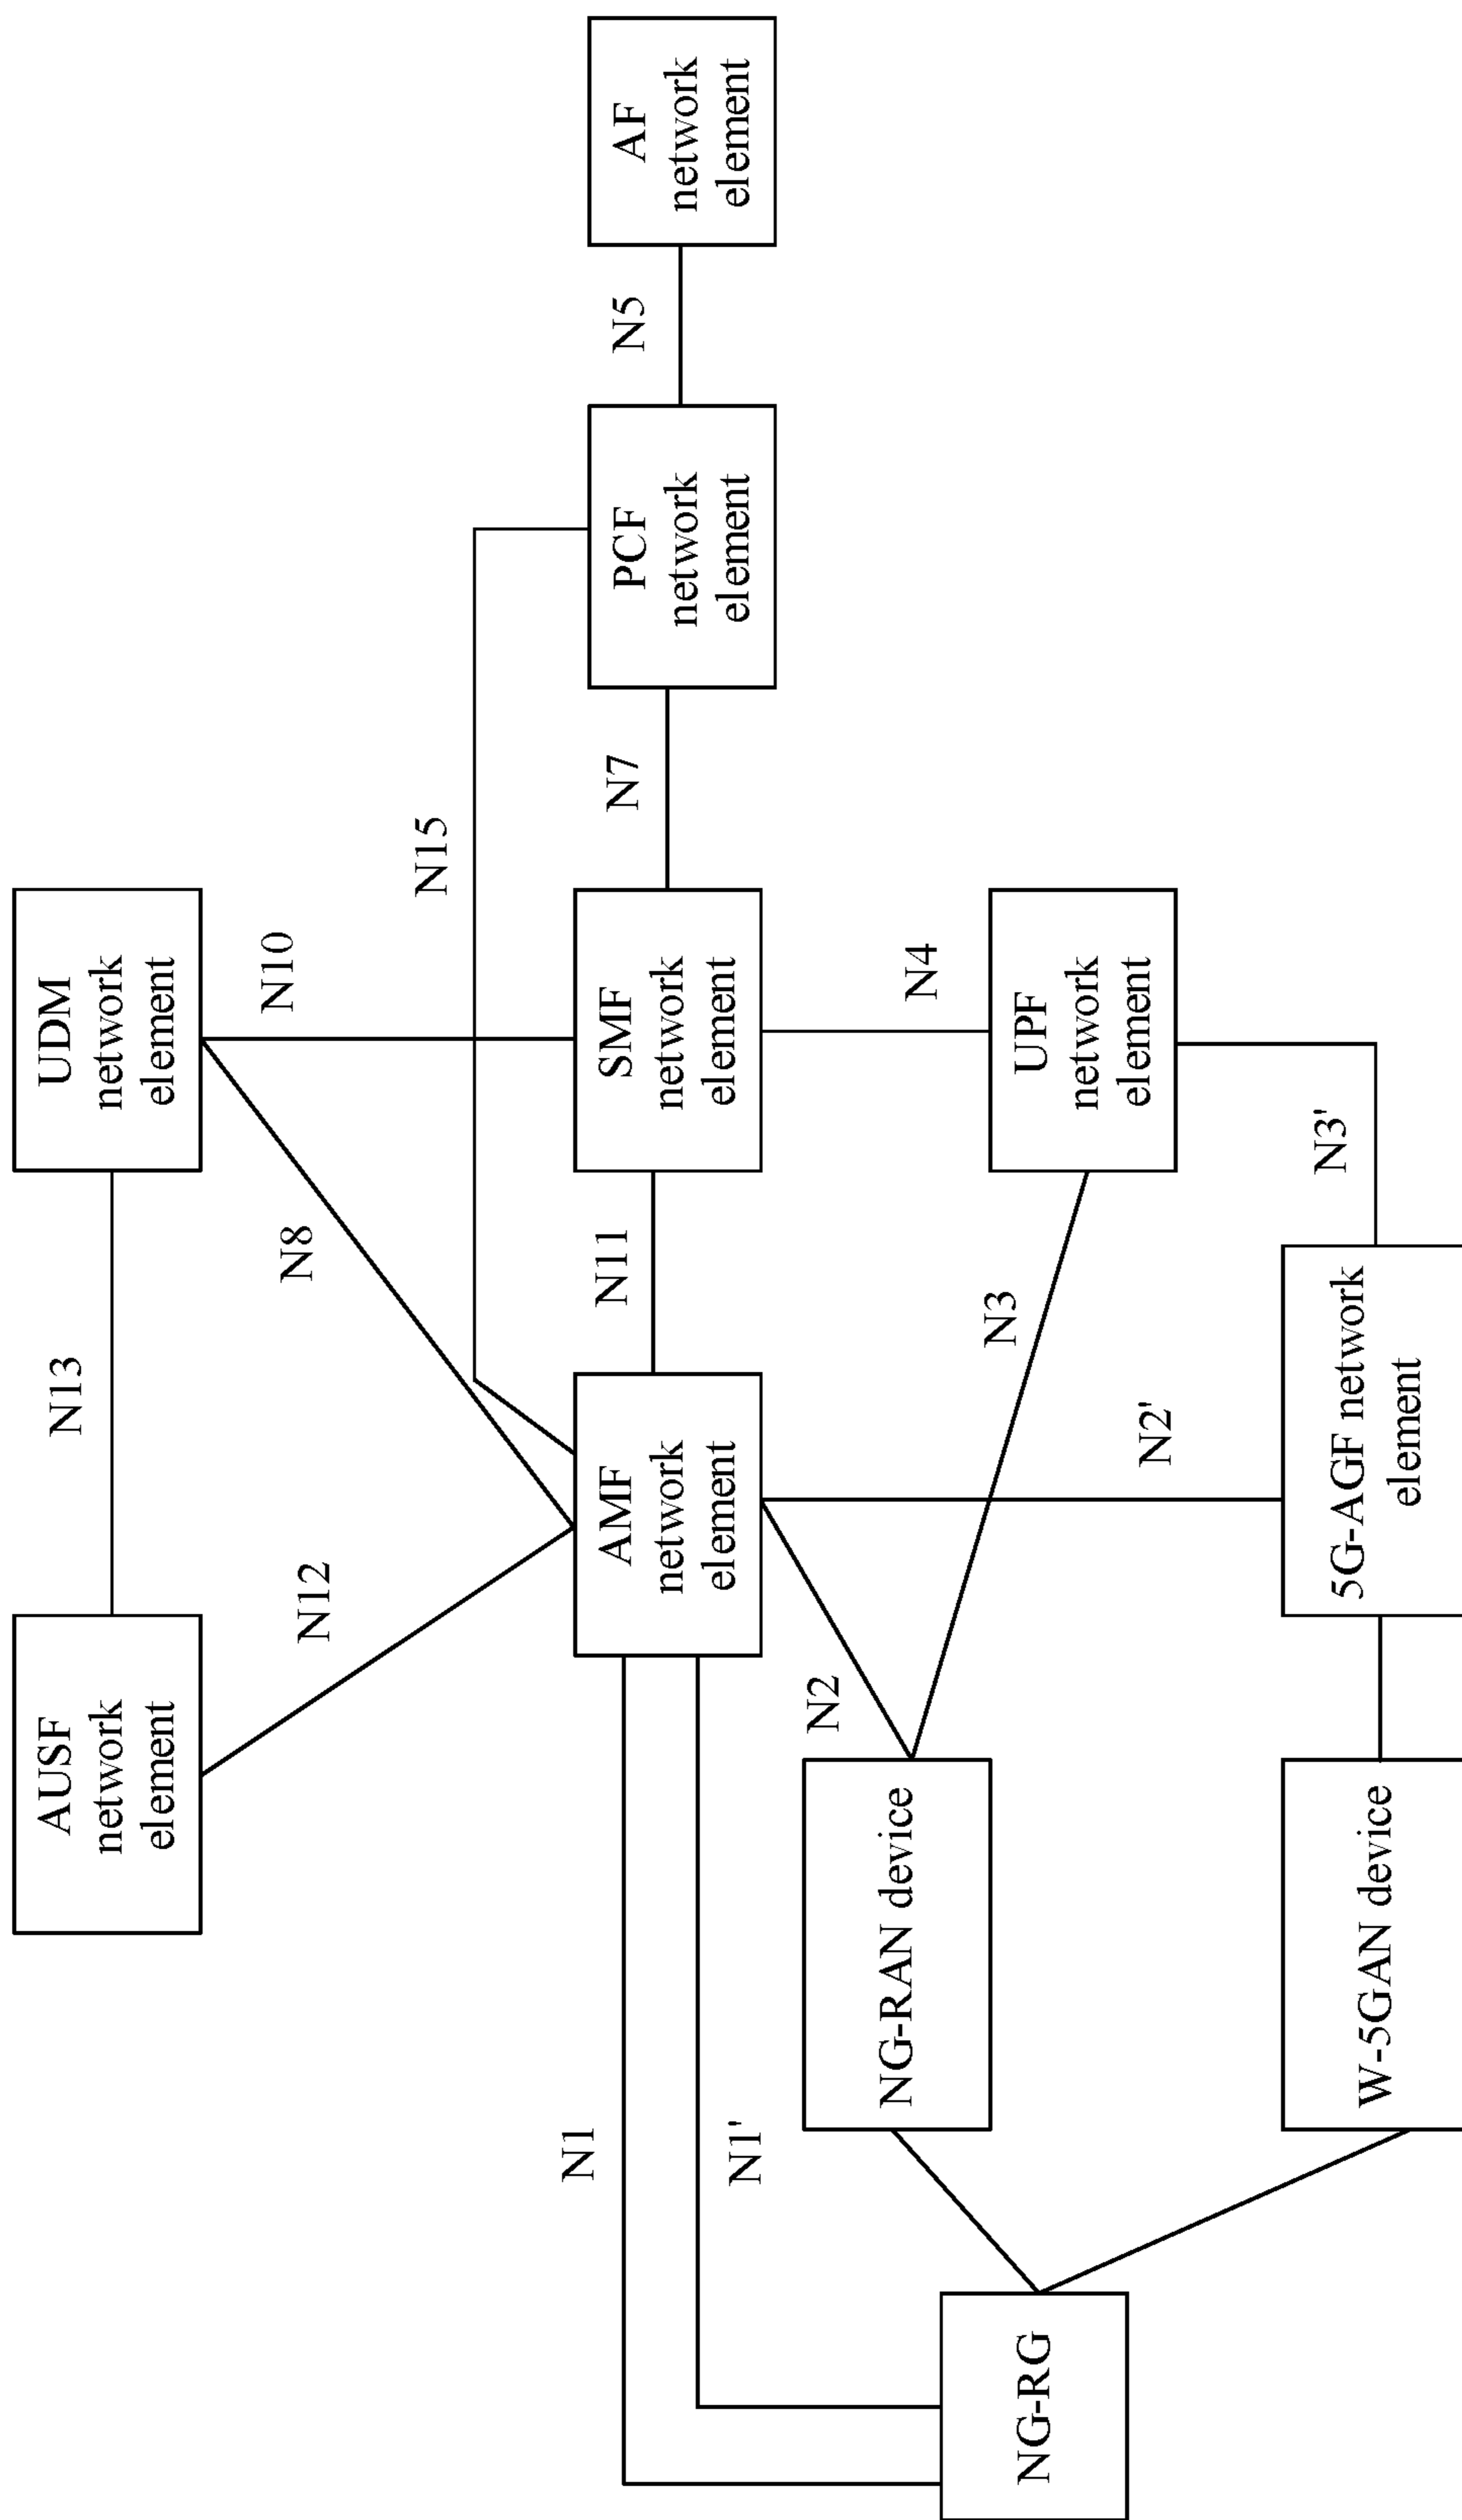 AUSF
network
element
N13
UDM
network
element
N12
N8
N10
N15
N1
N1'
AMF
network
element
N11
SMF
network
element
N7
PCF
network
element
N5
AF
network
element
N2
N4
NG-RAN device
N3
UPF
network
element
NG-RG
N2'
N3'
W-5GAN device
5G-AGF network
element